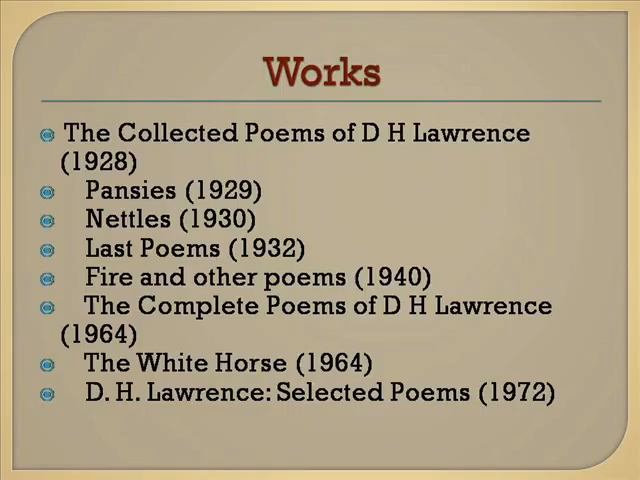 Works
The Collected Poems of D H Lawrence
(1928)
Pansies (1929)
Nettles (1930)
Last Poems (1932)
Fire and other poems (1940)
The Complete Poems of D H Lawrence
(1964)
The White Horse (1964)
D. H. Lawrence: Selected Poems (1972)